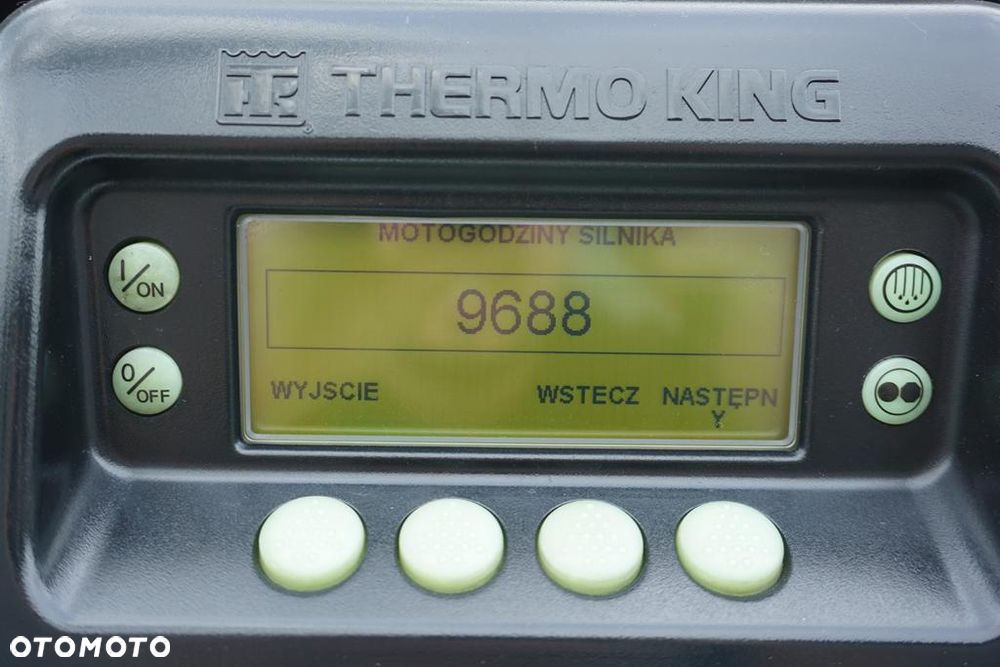 THERMO KING
MOTOGODZINY SILNIKA
I/ON
9688
0/OFF
WYJSCIE WSTECZ NASTĘPN
Y
OTOMOTO